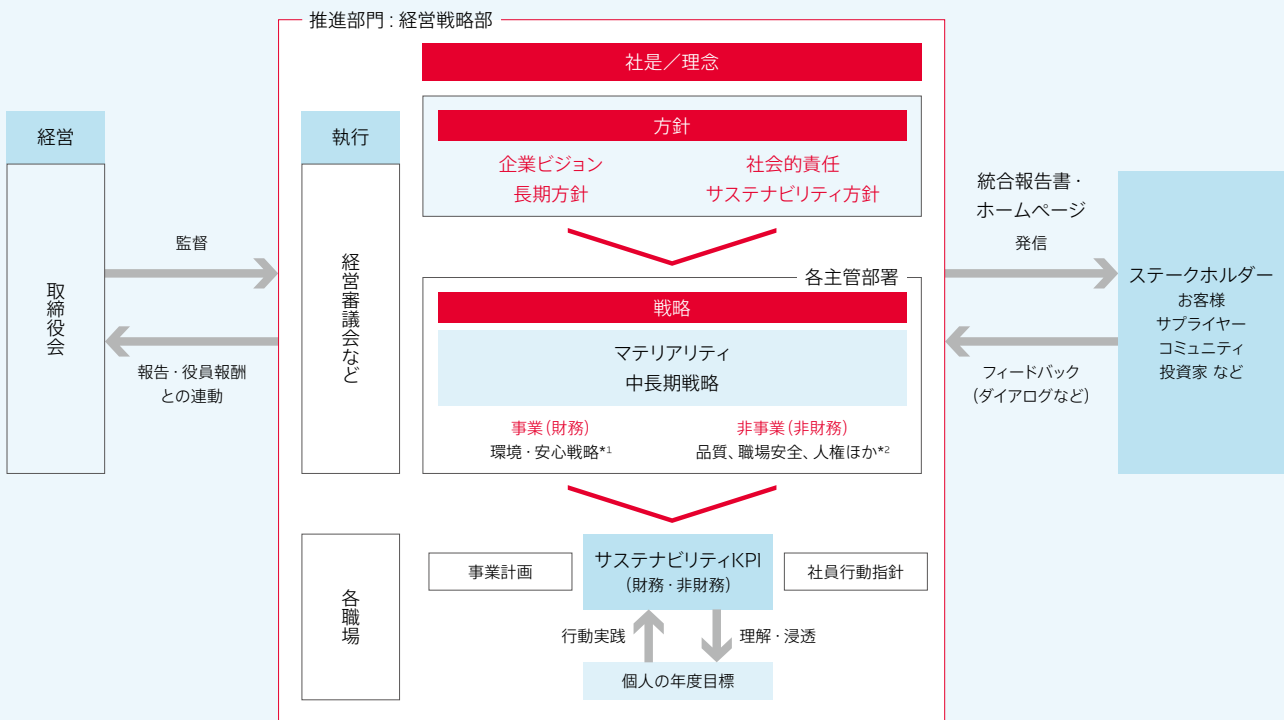 推進部門：経営戦略部
社是／理念
経営
取締役会
監督
報告・役員報酬
との連動
執行
経営審議会など
方針
企業ビジョン
長期方針
社会的責任
サステナビリティ方針
各主管部署
戦略
マテリアリティ
中長期戦略
事業（財務）
環境・安心戦略*1
非事業（非財務）
品質、職場安全、人権ほか*2
各職場
事業計画
サステナビリティKPI
（財務・非財務）
社員行動指針
行動実践
理解・浸透
個人の年度目標
統合報告書・
ホームページ
発信
フィードバック
（ダイアログなど）
ステークホルダー
お客様
サプライヤー
コミュニティ
投資家 など